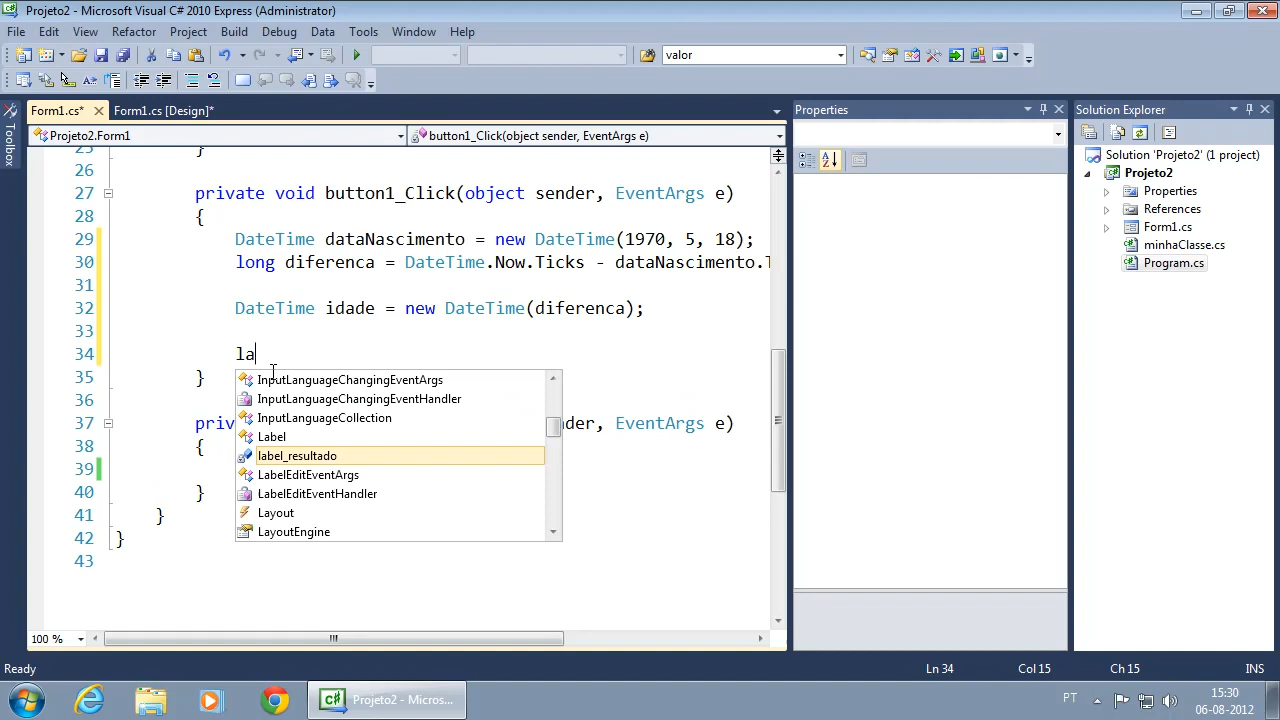 Projeto2 - Microsoft Visual C# 2010 Express (Administrator)
File Edit View Refactor Project Build Debug Data Tools Window Help
valor
Form1.cs* Form1.cs [Design]*
Properties
Solution Explorer
Toolbox
Projeto2.Form1
button1_Click(object sender, EventArgs e)
Solution 'Projeto2' (1 project)
Projeto2
Properties
References
Form1.cs
minhaClasse.cs
Program.cs
25 }
26
27 private void button1_Click(object sender, EventArgs e)
28 {
29 DateTime dataNascimento = new DateTime(1970, 5, 18);
30 long diferenca = DateTime.Now.Ticks - dataNascimento.T
31
32 DateTime idade = new DateTime(diferenca);
33
34 la
35 }
36
37 priv der, EventArgs e)
38 {
39
40 }
41 }
42 }
43
InputLanguageChangingEventArgs
InputLanguageChangingEventHandler
InputLanguageCollection
Label
label_resultado
LabelEditEventArgs
LabelEditEventHandler
Layout
LayoutEngine
100 %
Ready
Ln 34 Col 15 Ch 15 INS
Projeto2 - Micros...
PT
15:30
06-08-2012